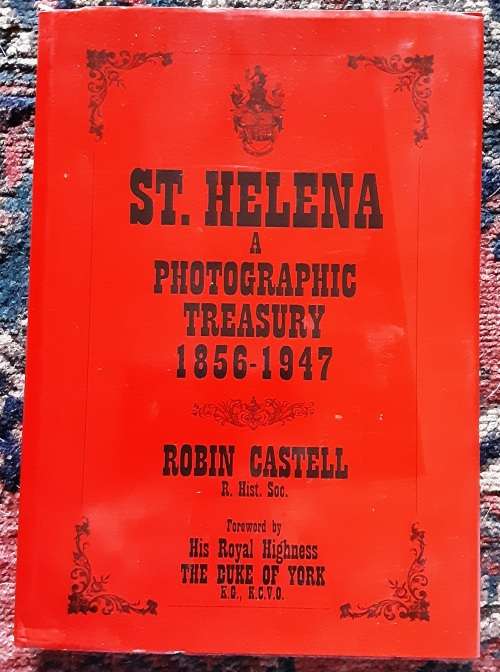 ST. HELENA
A
PHOTOGRAPHIC
TREASURY
1856-1947
ROBIN CASTELL
R. Hist. Soc.
Foreword by
His Royal Highness
THE DUKE OF YORK
K.G., K.C.V.O.